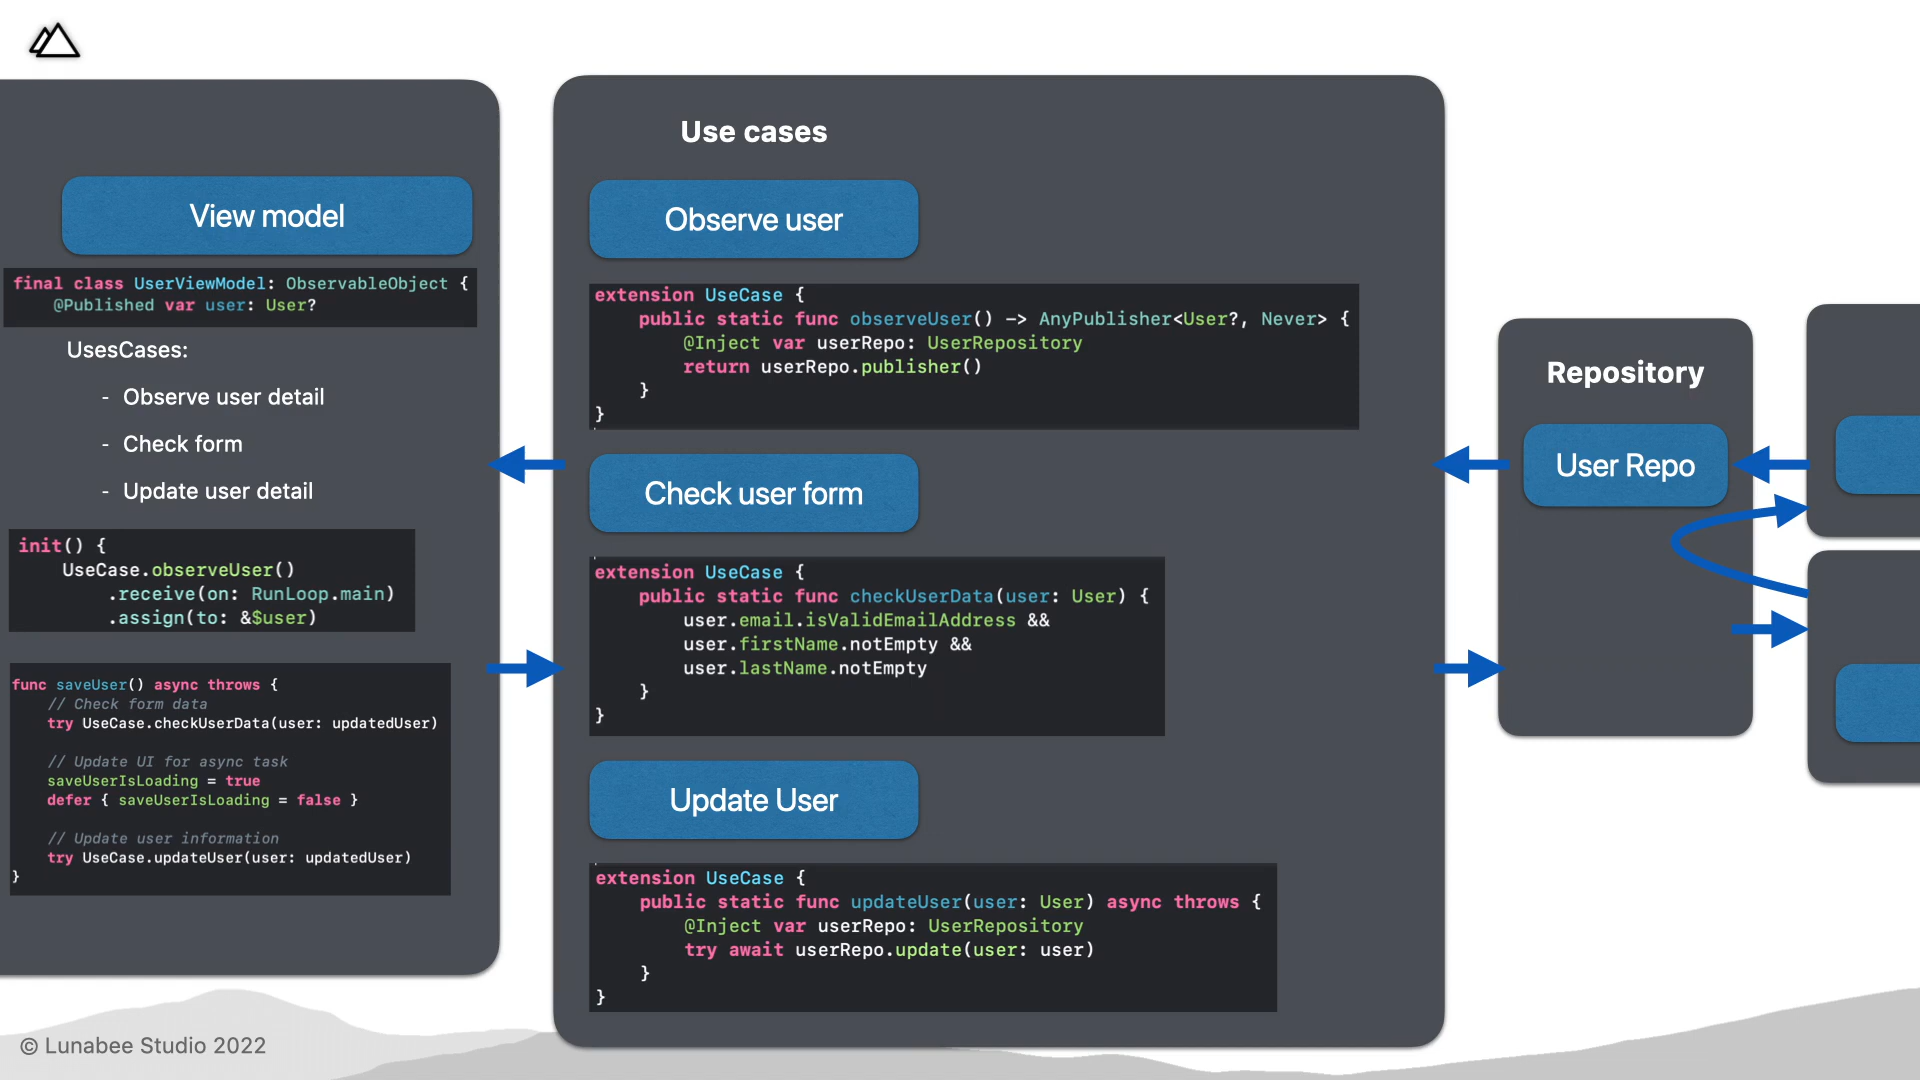 View model
final class UserViewModel: ObservableObject {
    @Published var user: User?
UsesCases:
- Observe user detail
- Check form
- Update user detail
init() {
    UseCase.observeUser()
        .receive(on: RunLoop.main)
        .assign(to: &$user)
func saveUser() async throws {
    // Check form data
    try UseCase.checkUserData(user: updatedUser)
    // Update UI for async task
    saveUserIsLoading = true
    defer { saveUserIsLoading = false }
    // Update user information
    try UseCase.updateUser(user: updatedUser)
}
Use cases
Observe user
extension UseCase {
    public static func observeUser() -> AnyPublisher<User?, Never> {
        @Inject var userRepo: UserRepository
        return userRepo.publisher()
    }
}
Check user form
extension UseCase {
    public static func checkUserData(user: User) {
        user.email.isValidEmailAddress &&
        user.firstName.notEmpty &&
        user.lastName.notEmpty
    }
}
Update User
extension UseCase {
    public static func updateUser(user: User) async throws {
        @Inject var userRepo: UserRepository
        try await userRepo.update(user: user)
    }
}
Repository
User Repo
© Lunabee Studio 2022